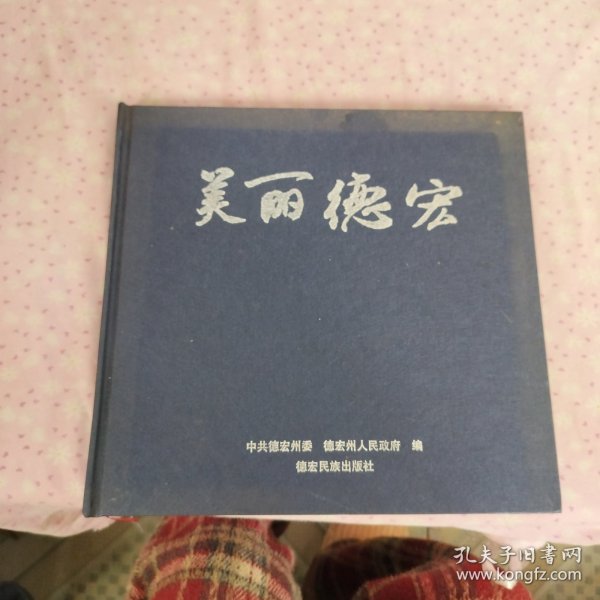 美丽德宏
中共德宏州委 德宏州人民政府 编
德宏民族出版社
孔夫子旧书网
www.kongfz.com